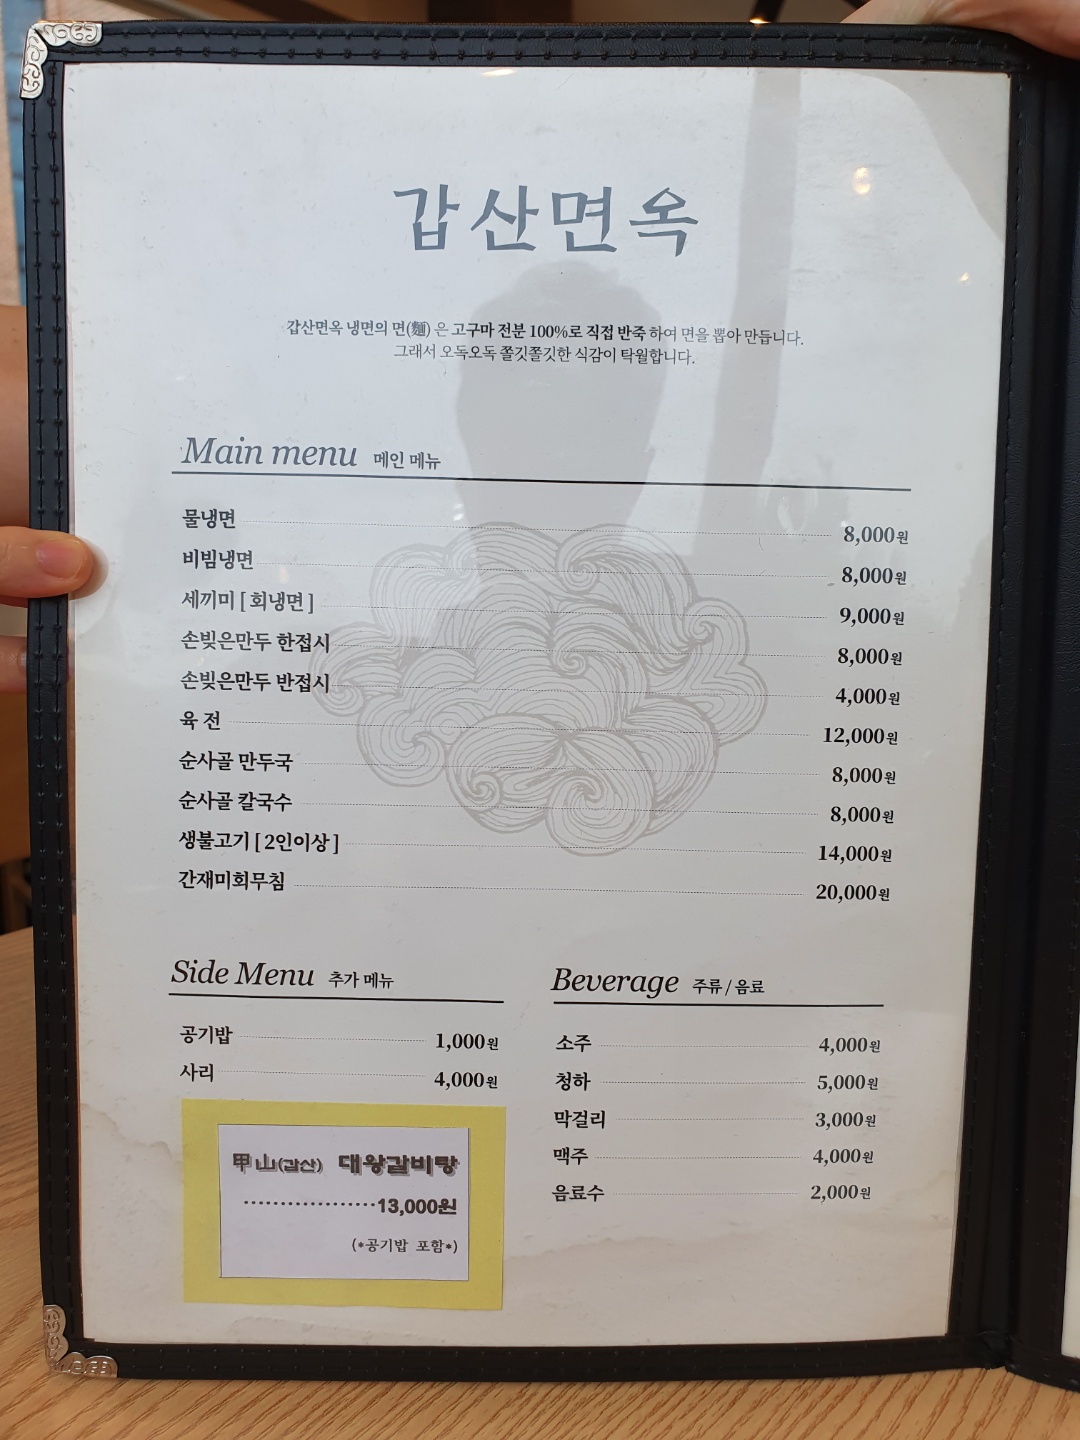 갑산면옥
갑산면옥 냉면의 면(麵) 은 고구마 전분 100%로 직접 반죽 하여 면을 뽑아 만듭니다.
그래서 오독오독 쫄깃쫄깃한 식감이 탁월합니다.
Main menu 메인 메뉴
물냉면 8,000원
비빔냉면 8,000원
세끼미 [ 회냉면 ] 9,000원
손빚은만두 한접시 8,000원
손빚은만두 반접시 4,000원
육 전 12,000원
순사골 만두국 8,000원
순사골 칼국수 8,000원
생불고기 [ 2인이상 ] 14,000원
간재미회무침 20,000원
Side Menu 추가 메뉴
공기밥 1,000원
사리 4,000원
甲山(갑산) 대왕갈비탕
··················13,000원
(*공기밥 포함*)
Beverage 주류 / 음료
소주 4,000원
청하 5,000원
막걸리 3,000원
맥주 4,000원
음료수 2,000원